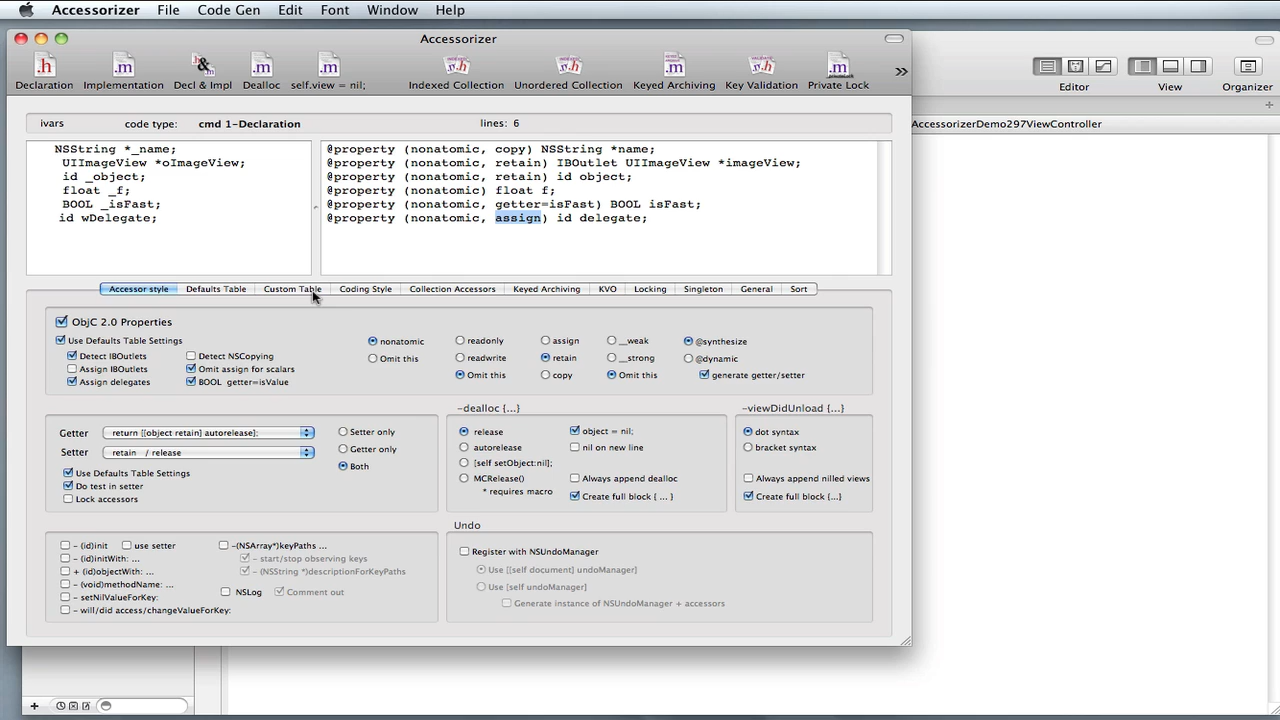 Accessorizer File Code Gen Edit Font Window Help
Accessorizer
Declaration Implementation Decl & Impl Dealloc self.view = nil; Indexed Collection Unordered Collection Keyed Archiving Key Validation Private Lock »
Editor View Organizer
ivars code type: cmd 1-Declaration lines: 6
AccessorizerDemo297ViewController
NSString *_name;
UIImageView *oImageView;
id _object;
float _f;
BOOL _isFast;
id wDelegate;
@property (nonatomic, copy) NSString *name;
@property (nonatomic, retain) IBOutlet UIImageView *imageView;
@property (nonatomic, retain) id object;
@property (nonatomic) float f;
@property (nonatomic, getter=isFast) BOOL isFast;
@property (nonatomic, assign) id delegate;
Accessor style Defaults Table Custom Table Coding Style Collection Accessors Keyed Archiving KVO Locking Singleton General Sort
ObjC 2.0 Properties
Use Defaults Table Settings
Detect IBOutlets Detect NSCopying
Assign IBOutlets Omit assign for scalars
Assign delegates BOOL getter=isValue
nonatomic readonly assign __weak @synthesize
Omit this readwrite retain __strong @dynamic
Omit this copy Omit this generate getter/setter
Getter return [[object retain] autorelease];
Setter retain / release
Use Defaults Table Settings
Do test in setter
Lock accessors
Setter only
Getter only
Both
-dealloc {...}
release object = nil;
autorelease nil on new line
[self setObject:nil];
MCRelease() Always append dealloc
* requires macro Create full block { ... }
-viewDidUnload {...}
dot syntax
bracket syntax
Always append nilled views
Create full block {...}
- (id)init use setter
- (id)initWith: ...
+ (id)objectWith: ...
- (void)methodName: ...
- setNilValueForKey:
- will/did access/changeValueForKey:
-(NSArray*)keyPaths ...
- start/stop observing keys
- (NSString *)descriptionForKeyPaths
NSLog Comment out
Undo
Register with NSUndoManager
Use [[self document] undoManager]
Use [self undoManager]
Generate instance of NSUndoManager + accessors